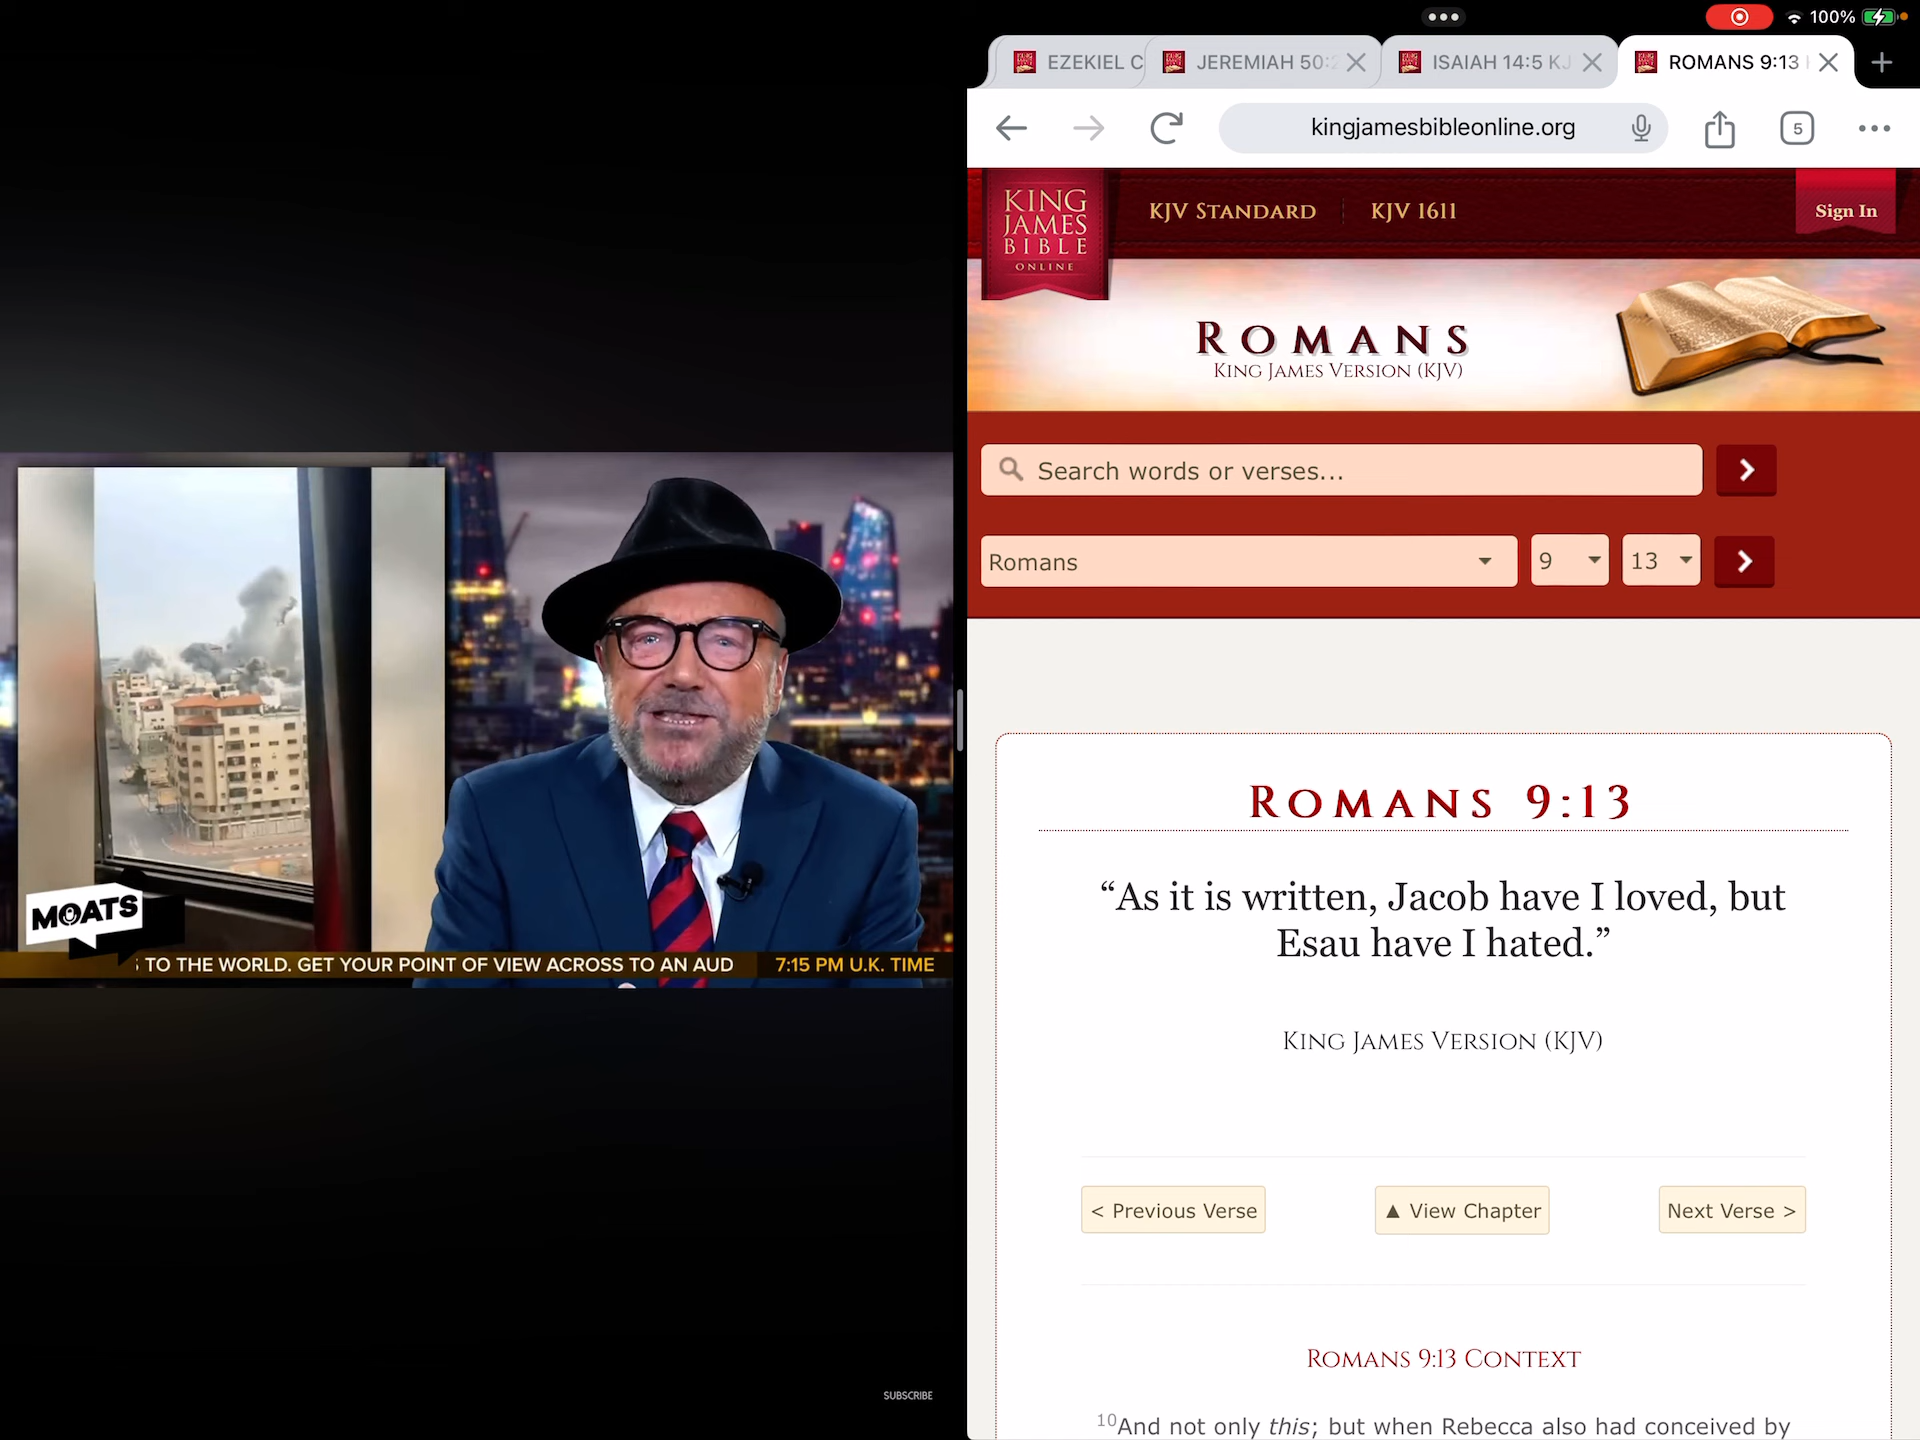 100%
EZEKIEL C
JEREMIAH 50:2
ISAIAH 14:5 KJ
ROMANS 9:13
kingjamesbibleonline.org
5
KING
JAMES
BIBLE
ONLINE
KJV STANDARD
KJV 1611
Sign In
ROMANS
KING JAMES VERSION (KJV)
Search words or verses...
Romans
9
13
ROMANS 9:13
“As it is written, Jacob have I loved, but
Esau have I hated.”
KING JAMES VERSION (KJV)
< Previous Verse
▲ View Chapter
Next Verse >
ROMANS 9:13 CONTEXT
10And not only this; but when Rebecca also had conceived by
MOATS
TO THE WORLD. GET YOUR POINT OF VIEW ACROSS TO AN AUD
7:15 PM U.K. TIME
SUBSCRIBE